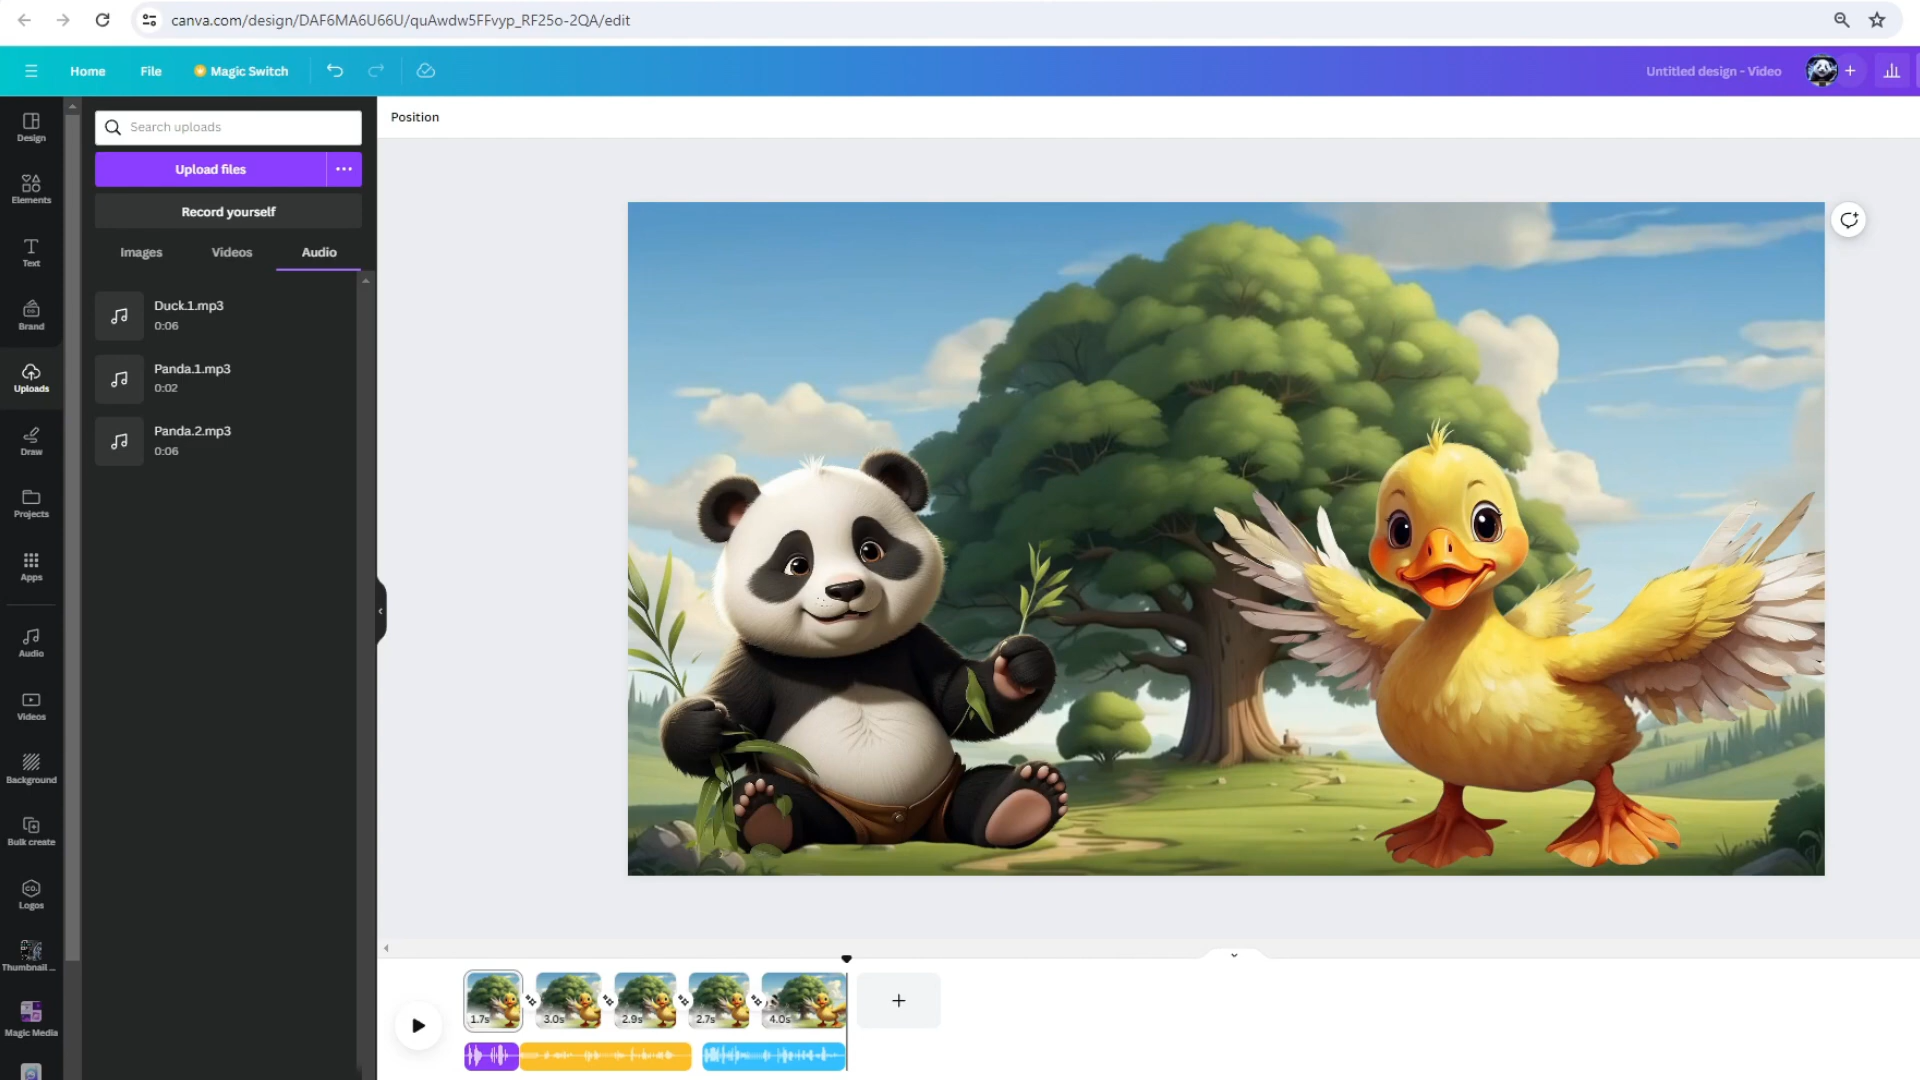 canva.com/design/DAF6MA6U66U/quAwdw5FFvyp_RF25o-2QA/edit
Home File Magic Switch Untitled design - Video
Design
Elements
Text
Brand
Uploads
Draw
Projects
Apps
Audio
Videos
Background
Bulk create
Logos
Thumbnail ...
Magic Media
Search uploads
Upload files
Record yourself
Images Videos Audio
Duck.1.mp3
0:06
Panda.1.mp3
0:02
Panda.2.mp3
0:06
Position
1.7s 3.0s 2.9s 2.7s 4.0s